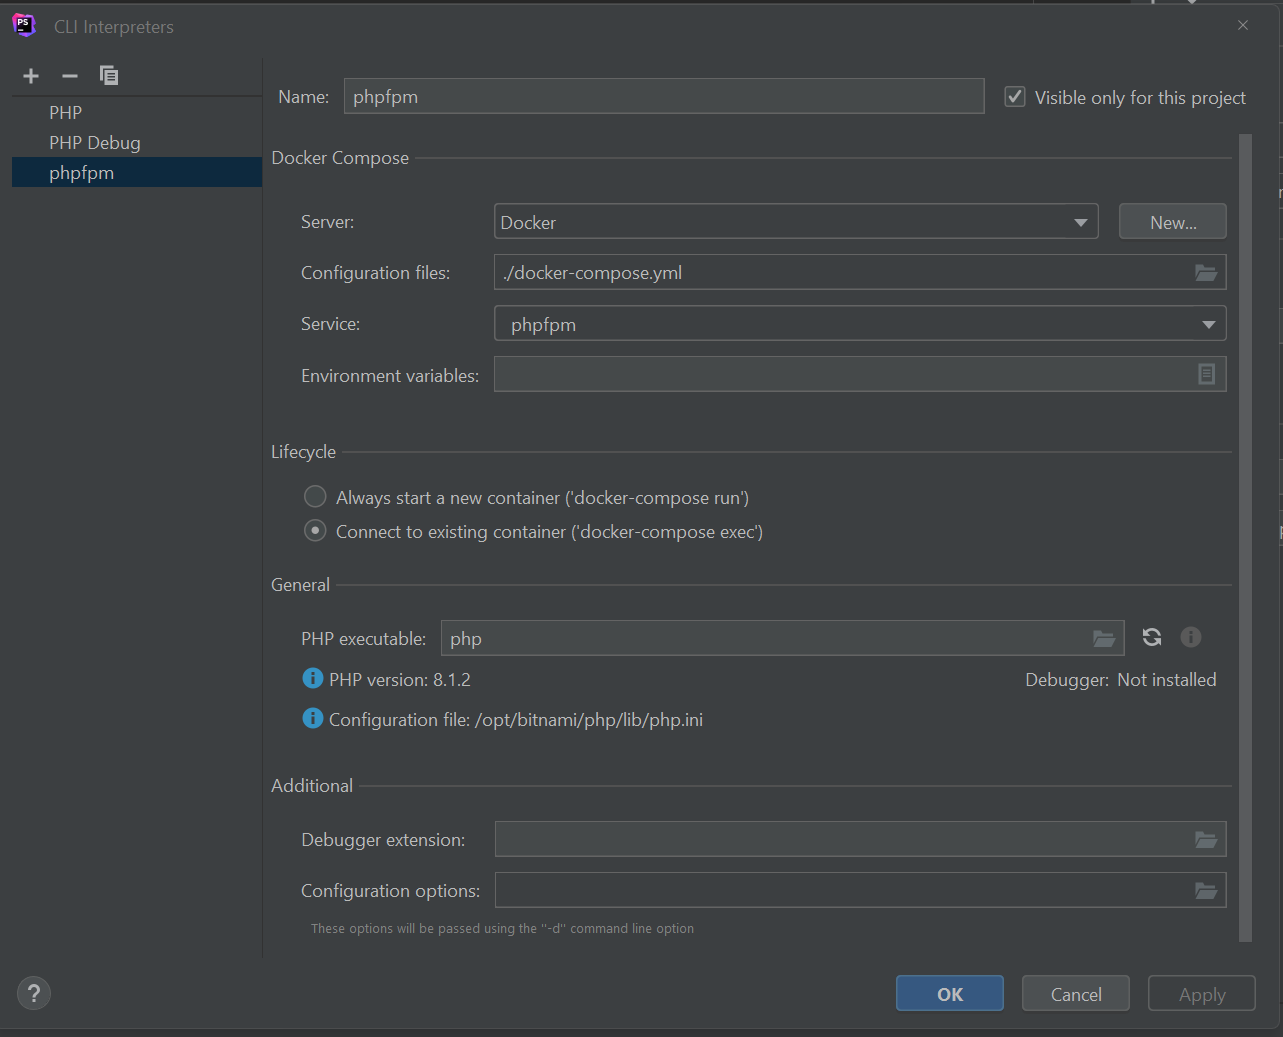 PS
CLI Interpreters
PHP
PHP Debug
phpfpm
Name: phpfpm
Visible only for this project
Docker Compose
Server: Docker New...
Configuration files: ./docker-compose.yml
Service: phpfpm
Environment variables:
Lifecycle
Always start a new container ('docker-compose run')
Connect to existing container ('docker-compose exec')
General
PHP executable: php
PHP version: 8.1.2 Debugger: Not installed
Configuration file: /opt/bitnami/php/lib/php.ini
Additional
Debugger extension:
Configuration options:
These options will be passed using the "-d" command line option
? OK Cancel Apply